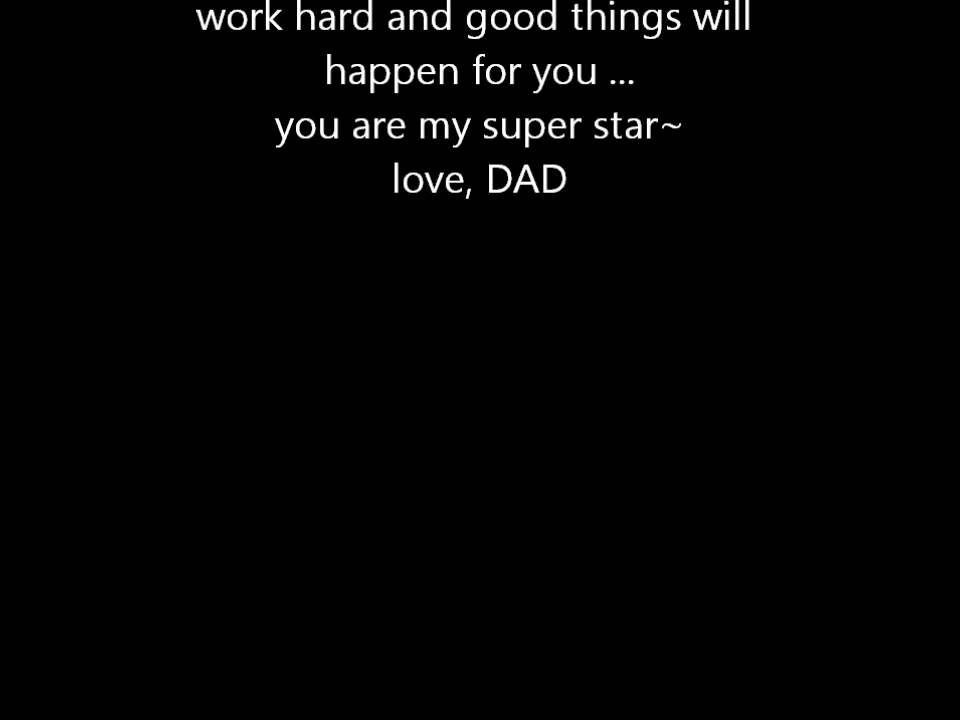 work hard and good things will
happen for you ...
you are my super star~
love, DAD